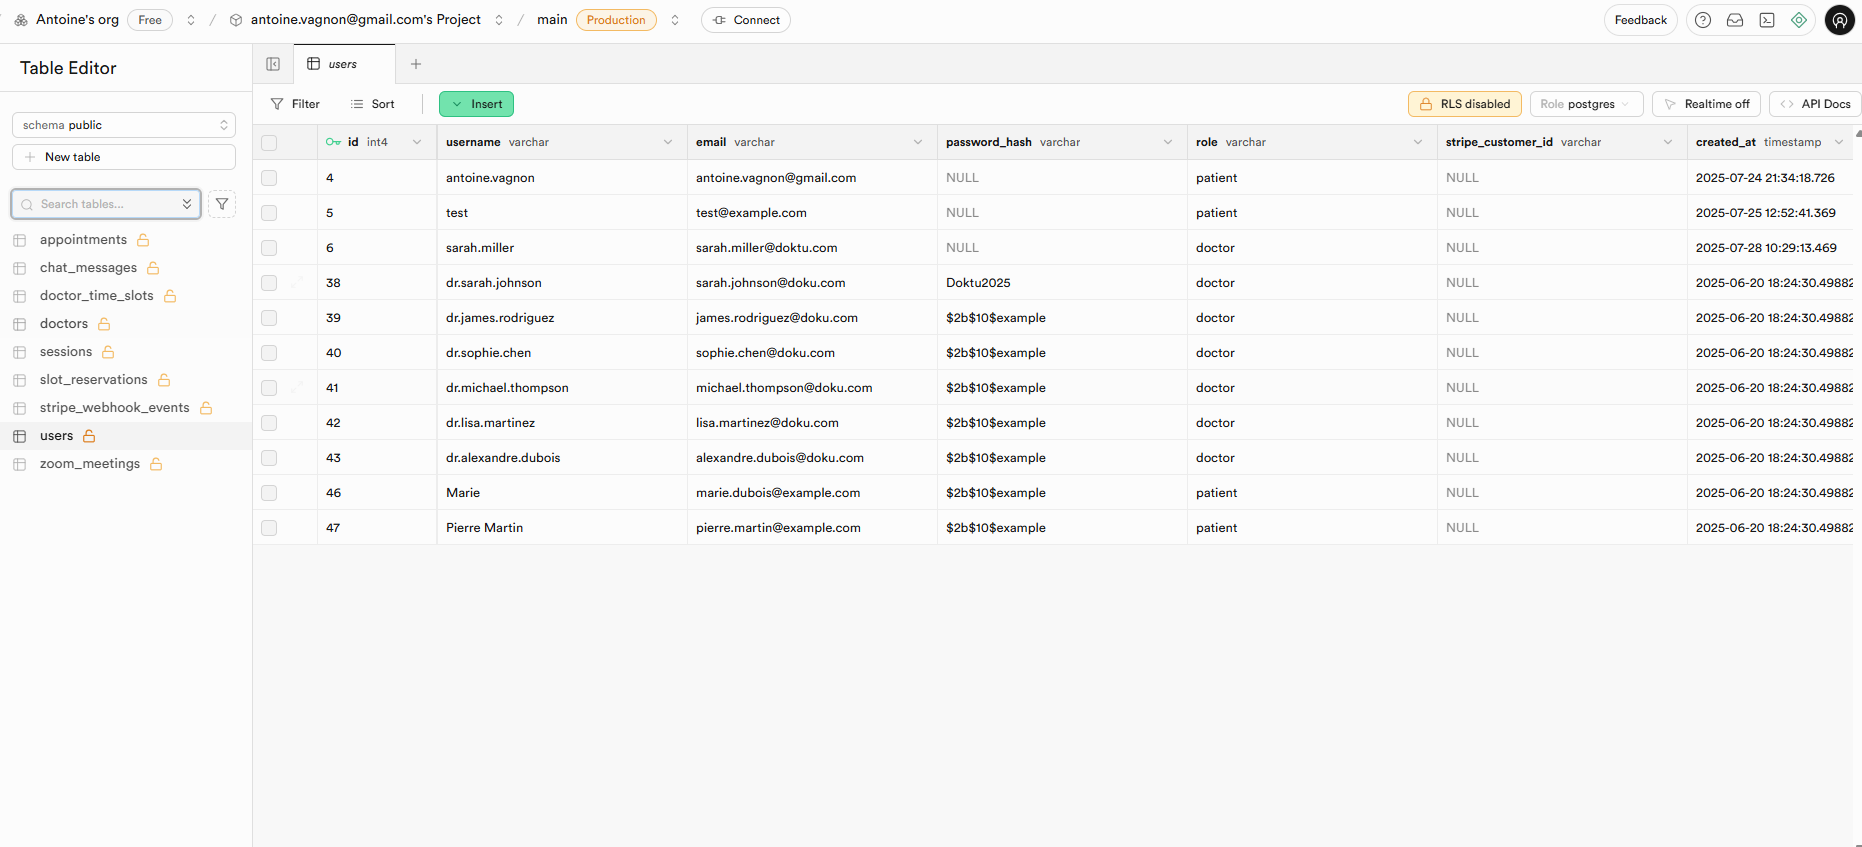 Antoine's org Free / antoine.vagnon@gmail.com's Project / main Production Connect Feedback
Table Editor
users
Filter Sort Insert RLS disabled Role postgres Realtime off API Docs
schema public
New table
Search tables...
appointments
chat_messages
doctor_time_slots
doctors
sessions
slot_reservations
stripe_webhook_events
users
zoom_meetings
id int4 username varchar email varchar password_hash varchar role varchar stripe_customer_id varchar created_at timestamp
4 antoine.vagnon antoine.vagnon@gmail.com NULL patient NULL 2025-07-24 21:34:18.726
5 test test@example.com NULL patient NULL 2025-07-25 12:52:41.369
6 sarah.miller sarah.miller@doktu.com NULL doctor NULL 2025-07-28 10:29:13.469
38 dr.sarah.johnson sarah.johnson@doku.com Doktu2025 doctor NULL 2025-06-20 18:24:30.49882
39 dr.james.rodriguez james.rodriguez@doku.com $2b$10$example doctor NULL 2025-06-20 18:24:30.49882
40 dr.sophie.chen sophie.chen@doku.com $2b$10$example doctor NULL 2025-06-20 18:24:30.49882
41 dr.michael.thompson michael.thompson@doku.com $2b$10$example doctor NULL 2025-06-20 18:24:30.49882
42 dr.lisa.martinez lisa.martinez@doku.com $2b$10$example doctor NULL 2025-06-20 18:24:30.49882
43 dr.alexandre.dubois alexandre.dubois@doku.com $2b$10$example doctor NULL 2025-06-20 18:24:30.49882
46 Marie marie.dubois@example.com $2b$10$example patient NULL 2025-06-20 18:24:30.49882
47 Pierre Martin pierre.martin@example.com $2b$10$example patient NULL 2025-06-20 18:24:30.49882